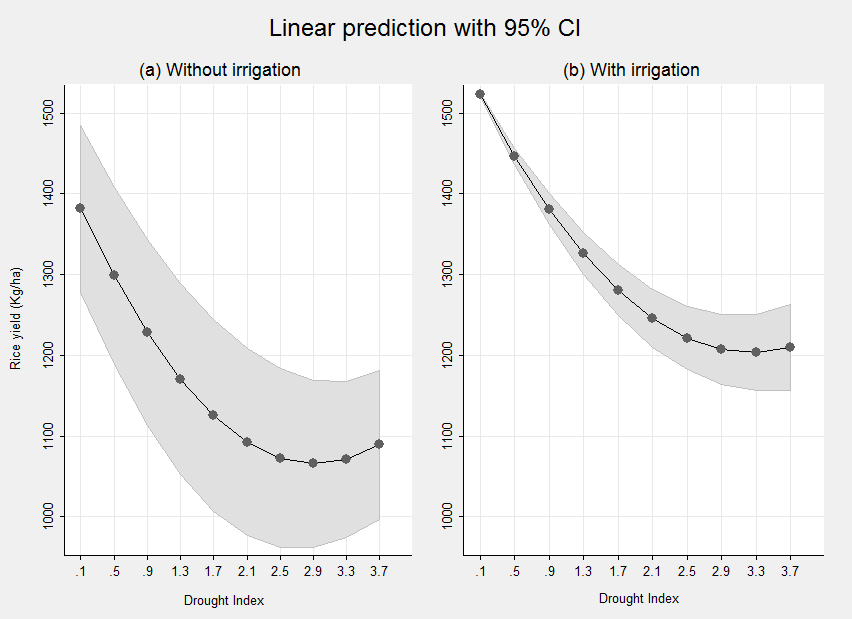 Linear prediction with 95% CI
(a) Without irrigation
(b) With irrigation
Rice yield (Kg/ha)
1500
1400
1300
1200
1100
1000
.1 .5 .9 1.3 1.7 2.1 2.5 2.9 3.3 3.7
Drought Index
1500
1400
1300
1200
1100
1000
.1 .5 .9 1.3 1.7 2.1 2.5 2.9 3.3 3.7
Drought Index